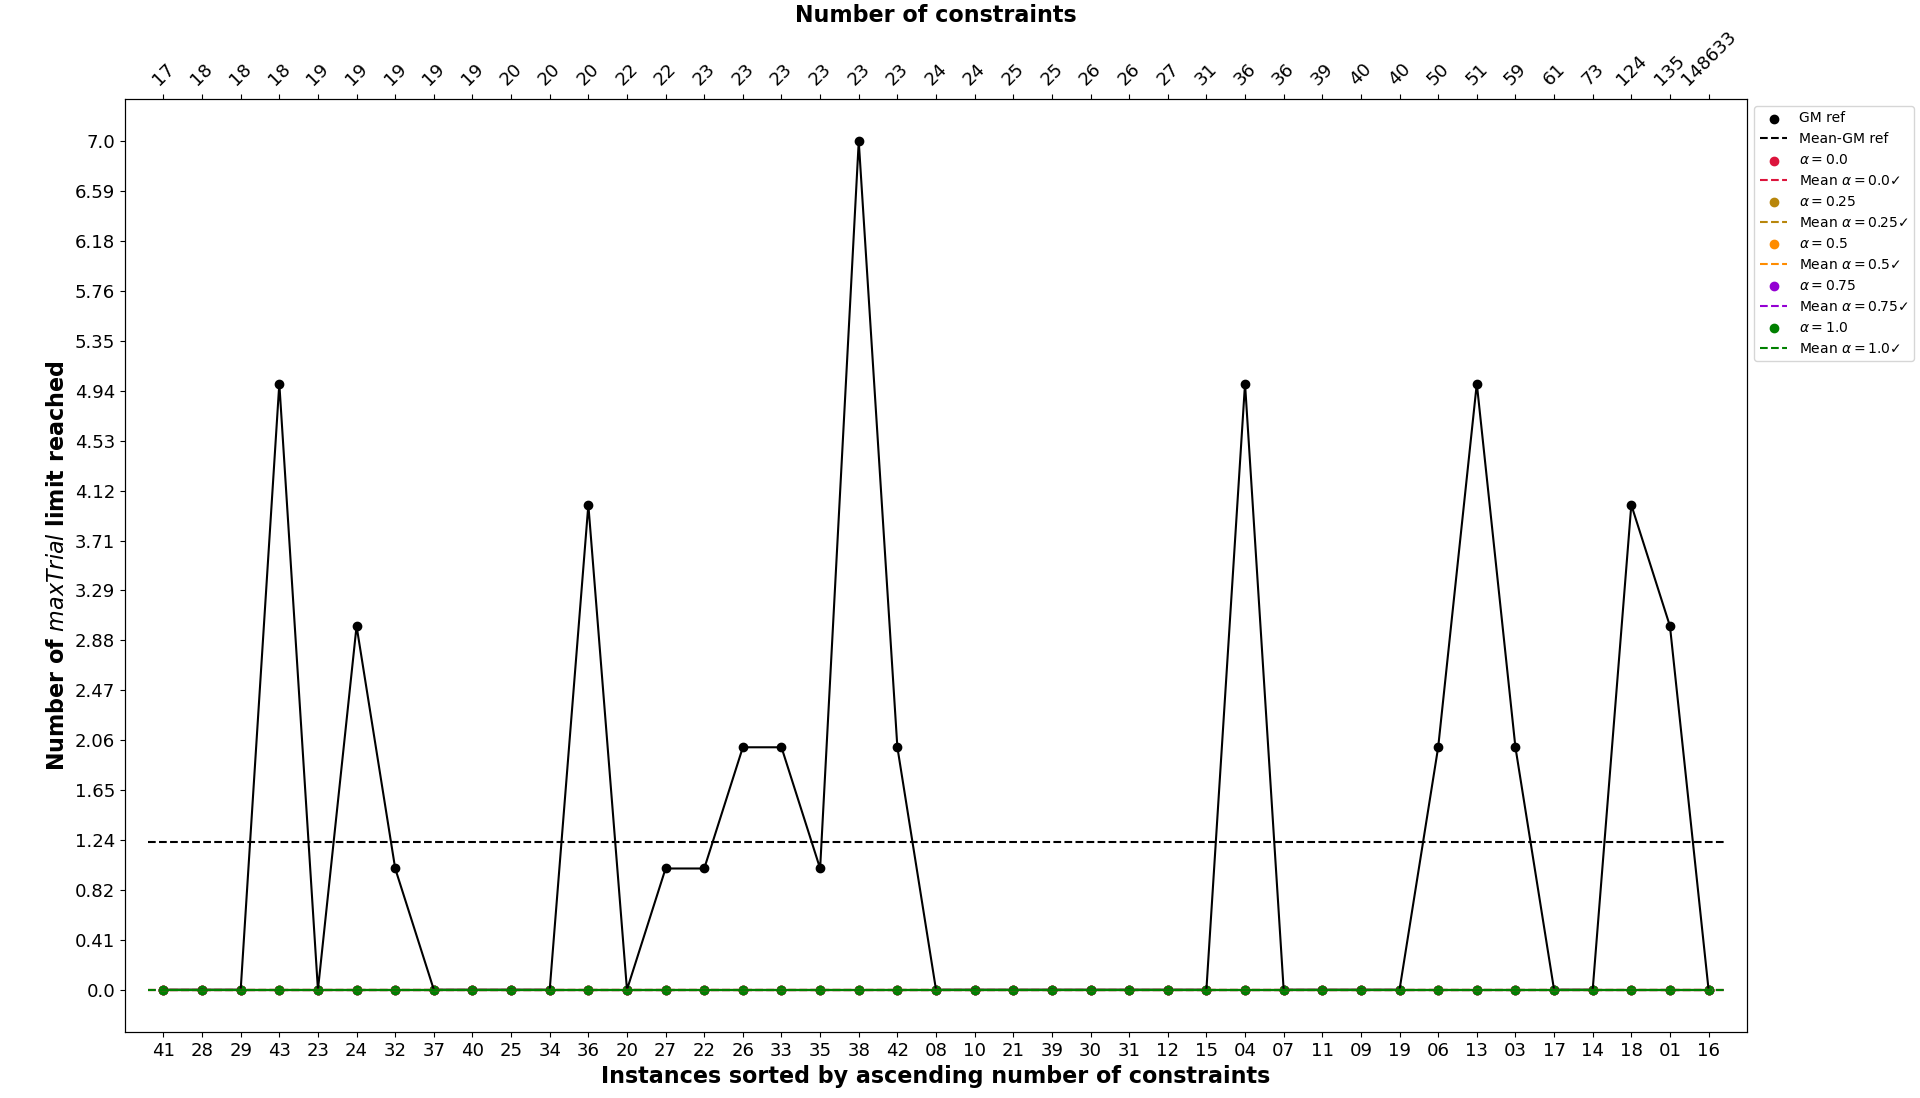 Number of constraints
17 18 18 18 19 19 19 19 19 20 20 20 22 22 23 23 23 23 23 23 24 24 25 25 26 26 27 31 36 36 39 40 40 50 51 59 61 73 124 135 148633
7.0
6.59
6.18
5.76
5.35
4.94
4.53
4.12
3.71
3.29
2.88
2.47
2.06
1.65
1.24
0.82
0.41
0.0
Number of maxTrial limit reached
GM ref
Mean-GM ref
α = 0.0
Mean α = 0.0✓
α = 0.25
Mean α = 0.25✓
α = 0.5
Mean α = 0.5✓
α = 0.75
Mean α = 0.75✓
α = 1.0
Mean α = 1.0✓
41 28 29 43 23 24 32 37 40 25 34 36 20 27 22 26 33 35 38 42 08 10 21 39 30 31 12 15 04 07 11 09 19 06 13 03 17 14 18 01 16
Instances sorted by ascending number of constraints